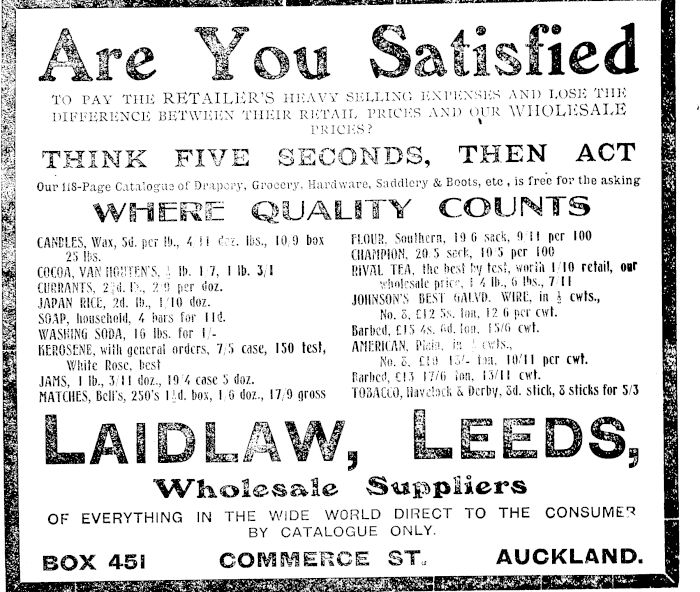 Are You Satisfied
TO PAY THE RETAILER'S HEAVY SELLING EXPENSES AND LOSE THE
DIFFERENCE BETWEEN THEIR RETAIL PRICES AND OUR WHOLESALE
PRICES?
THINK FIVE SECONDS, THEN ACT
Our 118-Page Catalogue of Drapery, Grocery, Hardware, Saddlery & Boots, etc, is free for the asking
WHERE QUALITY COUNTS
CANDLES, Wax, 5d. per lb., 4/11 doz. lbs., 10/9 box
25 lbs.
COCOA, VAN HOUTEN'S, lb. 1/7, 1 lb. 3/1
CURRANTS, per doz.
JAPAN RICE, 2d. lb., 1/10 doz.
SOAP, household, 4 bars for 11d.
WASHING SODA, 16 lbs. for 1/-
KEROSENE, with general orders, 7/5 case, 150 test,
White Rose, best
JAMS, 1 lb., 3/11 doz., 19/4 case 5 doz.
MATCHES, Bell's, 250's box, 1/6 doz., 17/9 gross
FLOUR, Southern, 19/6 sack, 9/11 per 100
CHAMPION, 20/5 sack, 10/5 per 100
RIVAL TEA, the best by test, worth 1/10 retail, our
wholesale price, 1/4 lb., 6 lbs., 7/11
JOHNSON'S BEST GALVD. WIRE, in ½ cwts.,
No. 8, £12 5s. ton, 12/6 per cwt.
Barbed, £15 4s. 6d. ton, 15/6 cwt.
AMERICAN, Plain, in cwts.,
No. 8, £10 15/- ton, 10/11 per cwt.
Barbed, £13 17/6 ton, 13/11 cwt.
TOBACCO, Havelock & Derby, 8d. stick, 8 sticks for 5/3
LAIDLAW, LEEDS,
Wholesale Suppliers
OF EVERYTHING IN THE WIDE WORLD DIRECT TO THE CONSUMER
BY CATALOGUE ONLY.
BOX 451 COMMERCE ST. AUCKLAND.